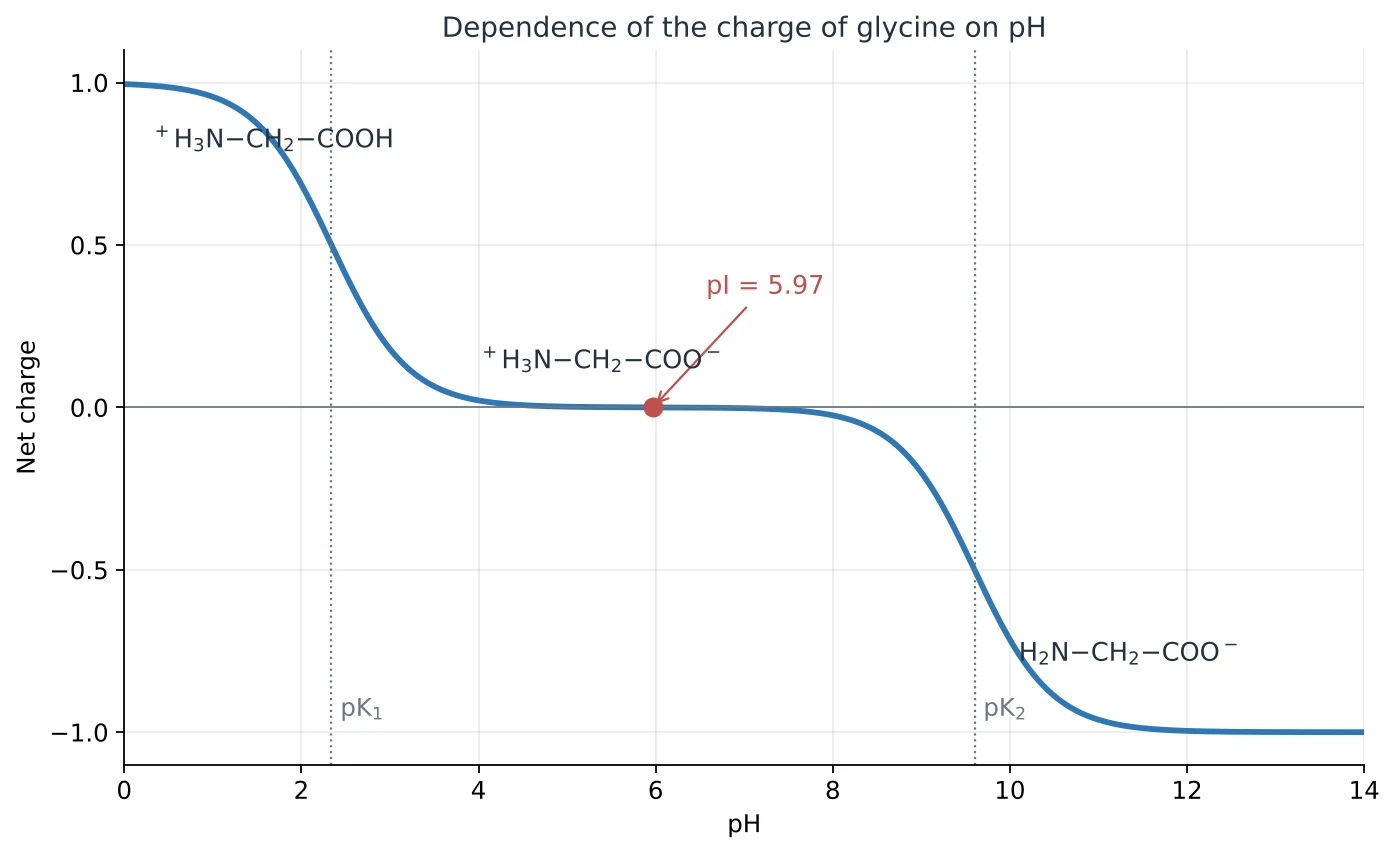 Dependence of the charge of glycine on pH
1.0
⁺H₃N−CH₂−COOH
0.5
pI = 5.97
⁺H₃N−CH₂−COO⁻
0.0
Net charge
−0.5
H₂N−CH₂−COO⁻
pK₁
pK₂
−1.0
0 2 4 6 8 10 12 14
pH